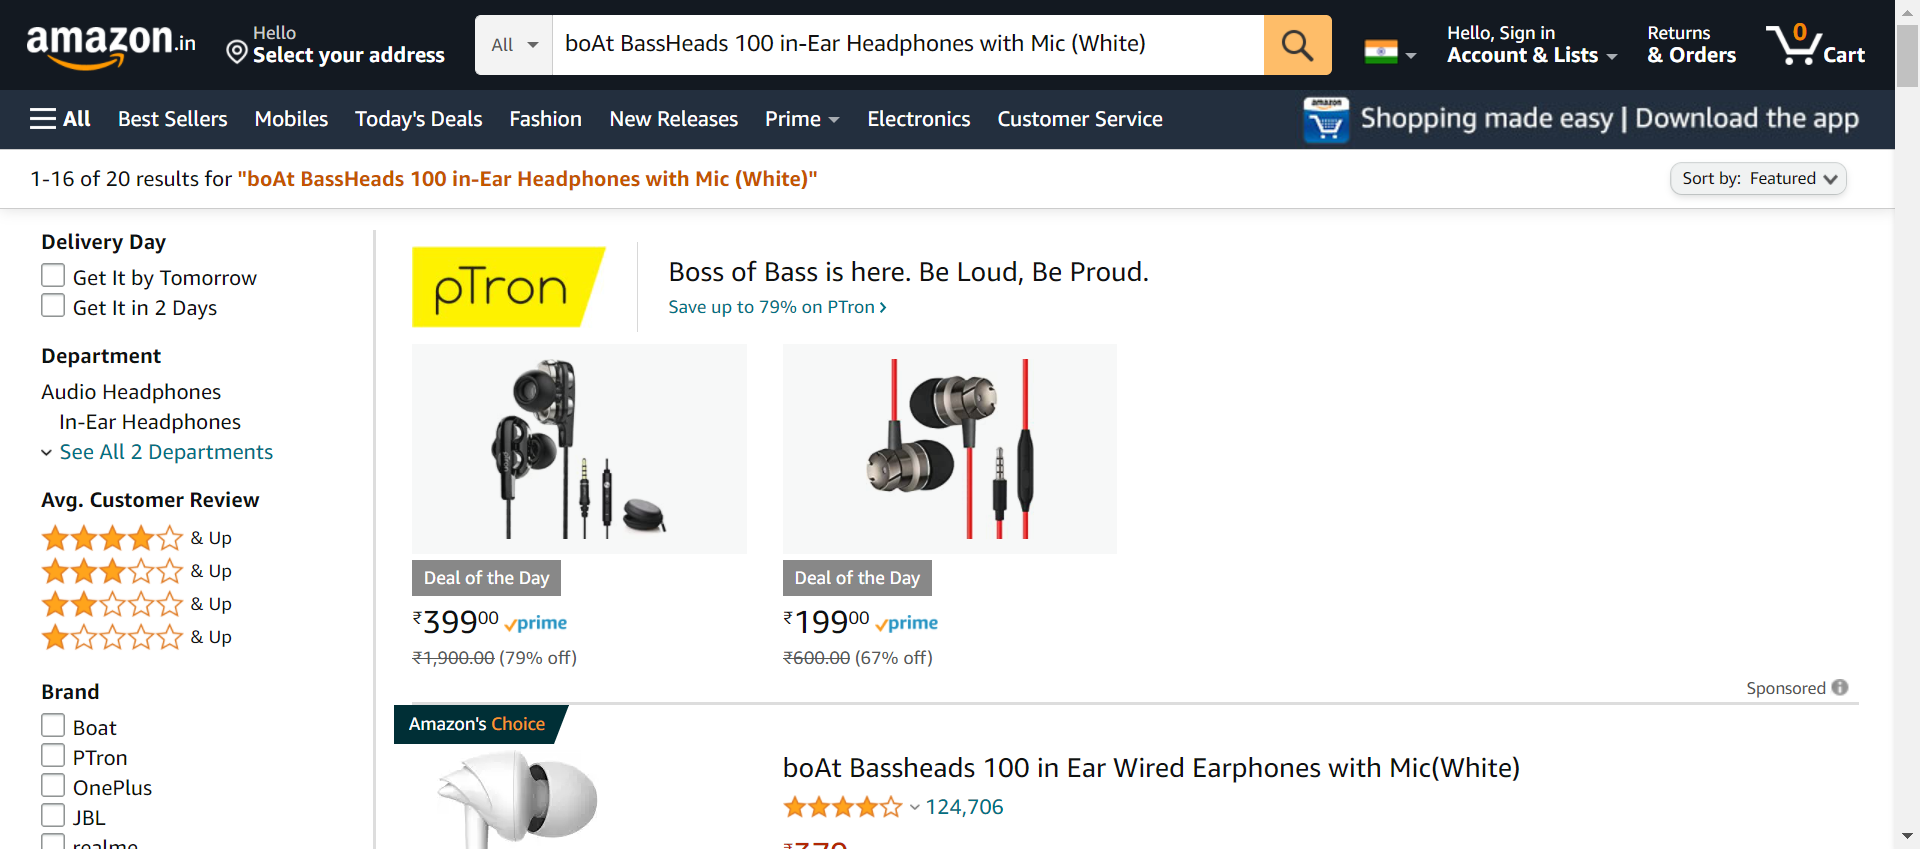 amazon.in
Hello
Select your address
All
boAt BassHeads 100 in-Ear Headphones with Mic (White)
Hello, Sign in
Account & Lists
Returns
& Orders
0
Cart
All
Best Sellers
Mobiles
Today's Deals
Fashion
New Releases
Prime
Electronics
Customer Service
amazon
Shopping made easy | Download the app
1-16 of 20 results for "boAt BassHeads 100 in-Ear Headphones with Mic (White)"
Sort by: Featured
Delivery Day
Get It by Tomorrow
Get It in 2 Days
Department
Audio Headphones
In-Ear Headphones
See All 2 Departments
Avg. Customer Review
& Up
& Up
& Up
& Up
Brand
Boat
PTron
OnePlus
JBL
realme
pTron
Boss of Bass is here. Be Loud, Be Proud.
Save up to 79% on PTron ›
pTron
Deal of the Day
₹39900 prime
₹1,900.00 (79% off)
Deal of the Day
₹19900 prime
₹600.00 (67% off)
Sponsored
Amazon's Choice
boAt Bassheads 100 in Ear Wired Earphones with Mic(White)
124,706
₹379